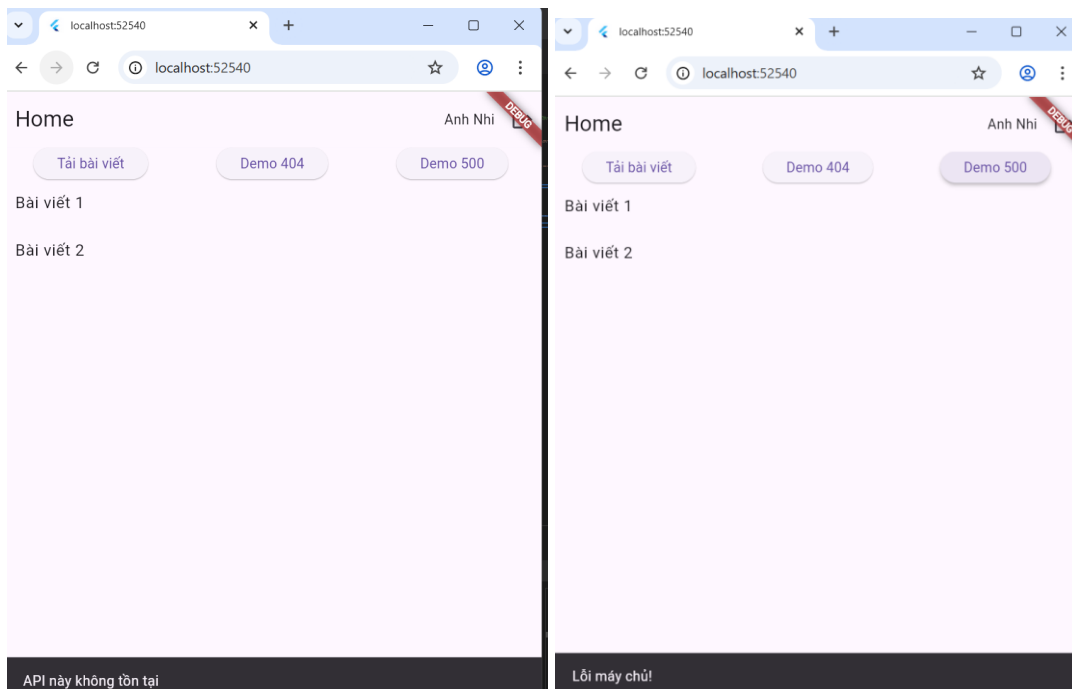 localhost:52540
localhost:52540
Home
Anh Nhi
DEBUG
Tải bài viết
Demo 404
Demo 500
Bài viết 1
Bài viết 2
API này không tồn tại
localhost:52540
localhost:52540
Home
Anh Nhi
DEBUG
Tải bài viết
Demo 404
Demo 500
Bài viết 1
Bài viết 2
Lỗi máy chủ!